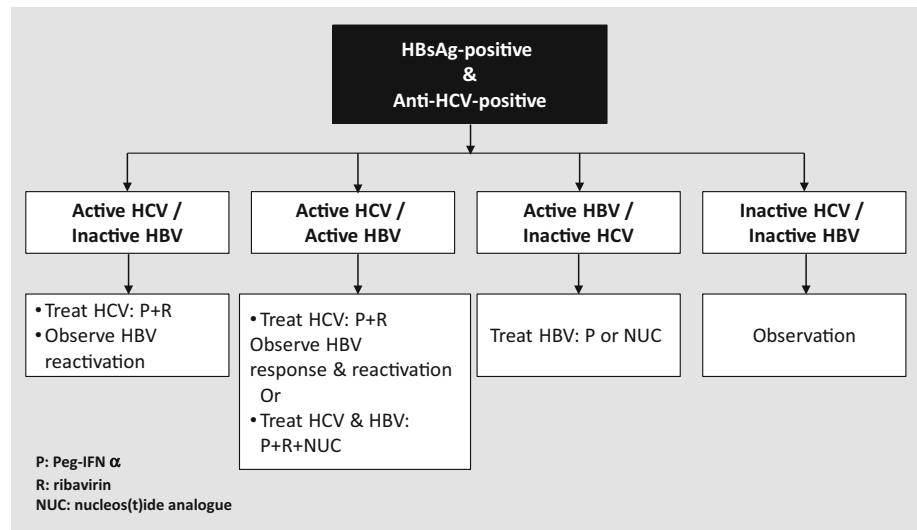 HBsAg-positive
&
Anti-HCV-positive
Active HCV /
Inactive HBV
Active HCV /
Active HBV
Active HBV /
Inactive HCV
Inactive HCV /
Inactive HBV
• Treat HCV: P+R
• Observe HBV
reactivation
• Treat HCV: P+R
Observe HBV
response & reactivation
Or
• Treat HCV & HBV:
P+R+NUC
Treat HBV: P or NUC
Observation
P: Peg-IFN α
R: ribavirin
NUC: nucleos(t)ide analogue